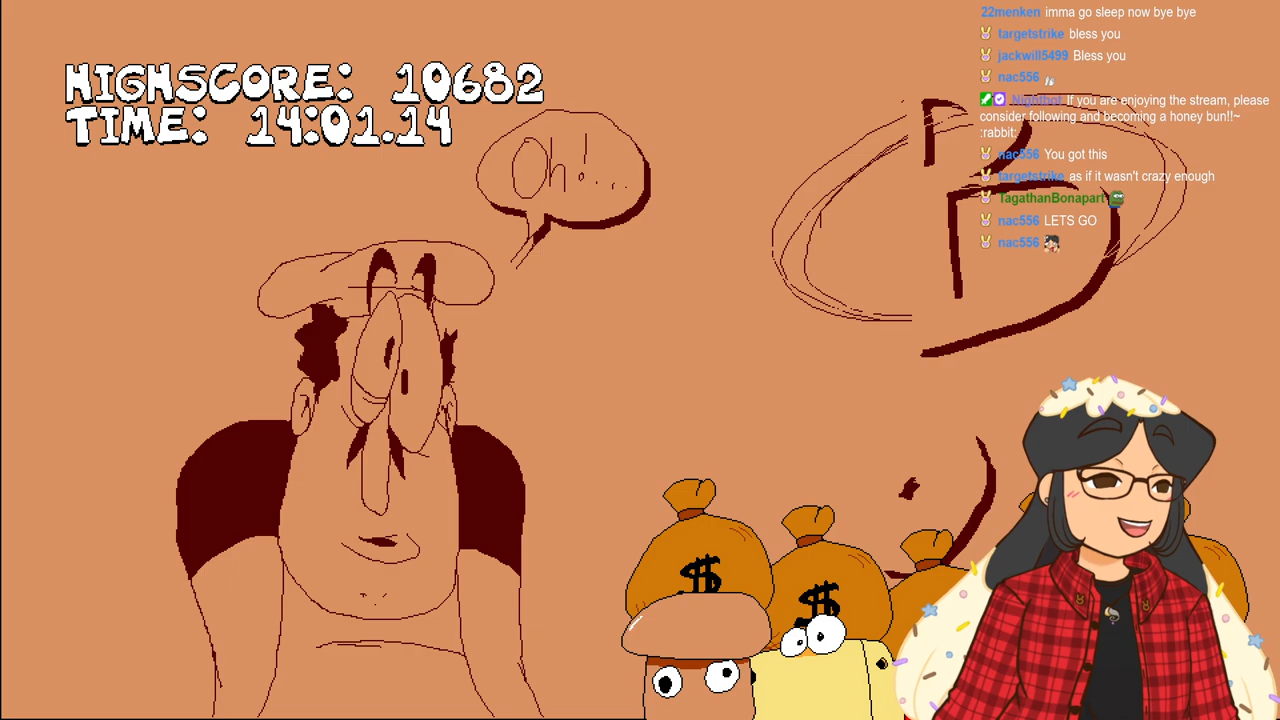 HIGHSCORE: 10682
TIME: 14:01.14
Oh!....
$
$
22menken imma go sleep now bye bye
targetstrike bless you
jackwill5499 Bless you
nac556
Nightbot If you are enjoying the stream, please
consider following and becoming a honey bun!!~
:rabbit:
nac556 You got this
targetstrike as if it wasn't crazy enough
TagathanBonapart
nac556 LETS GO
nac556